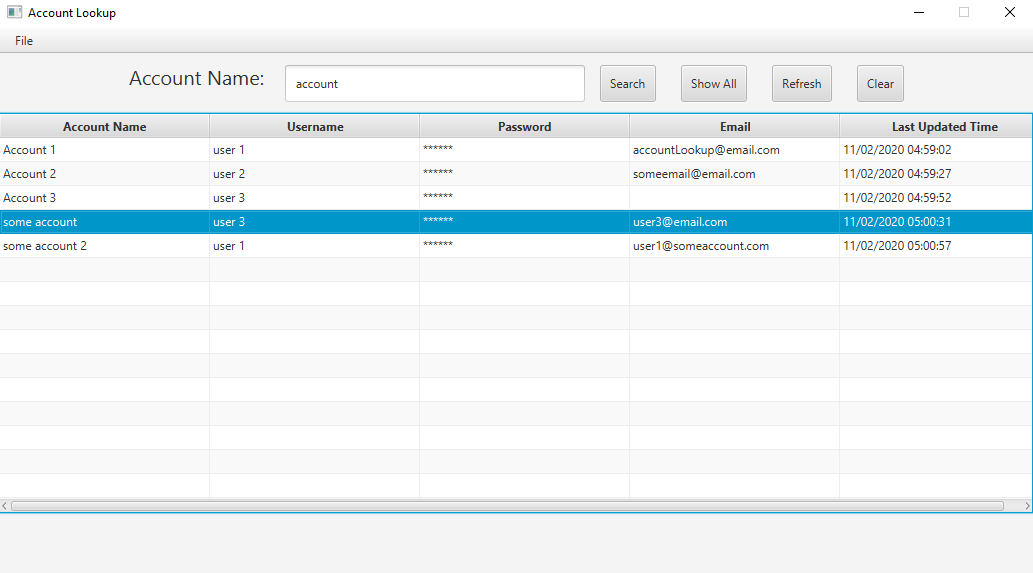 Account Lookup
File
Account Name: account Search Show All Refresh Clear
Account Name Username Password Email Last Updated Time
Account 1 user 1 ****** accountLookup@email.com 11/02/2020 04:59:02
Account 2 user 2 ****** someemail@email.com 11/02/2020 04:59:27
Account 3 user 3 ****** 11/02/2020 04:59:52
some account user 3 ****** user3@email.com 11/02/2020 05:00:31
some account 2 user 1 ****** user1@someaccount.com 11/02/2020 05:00:57